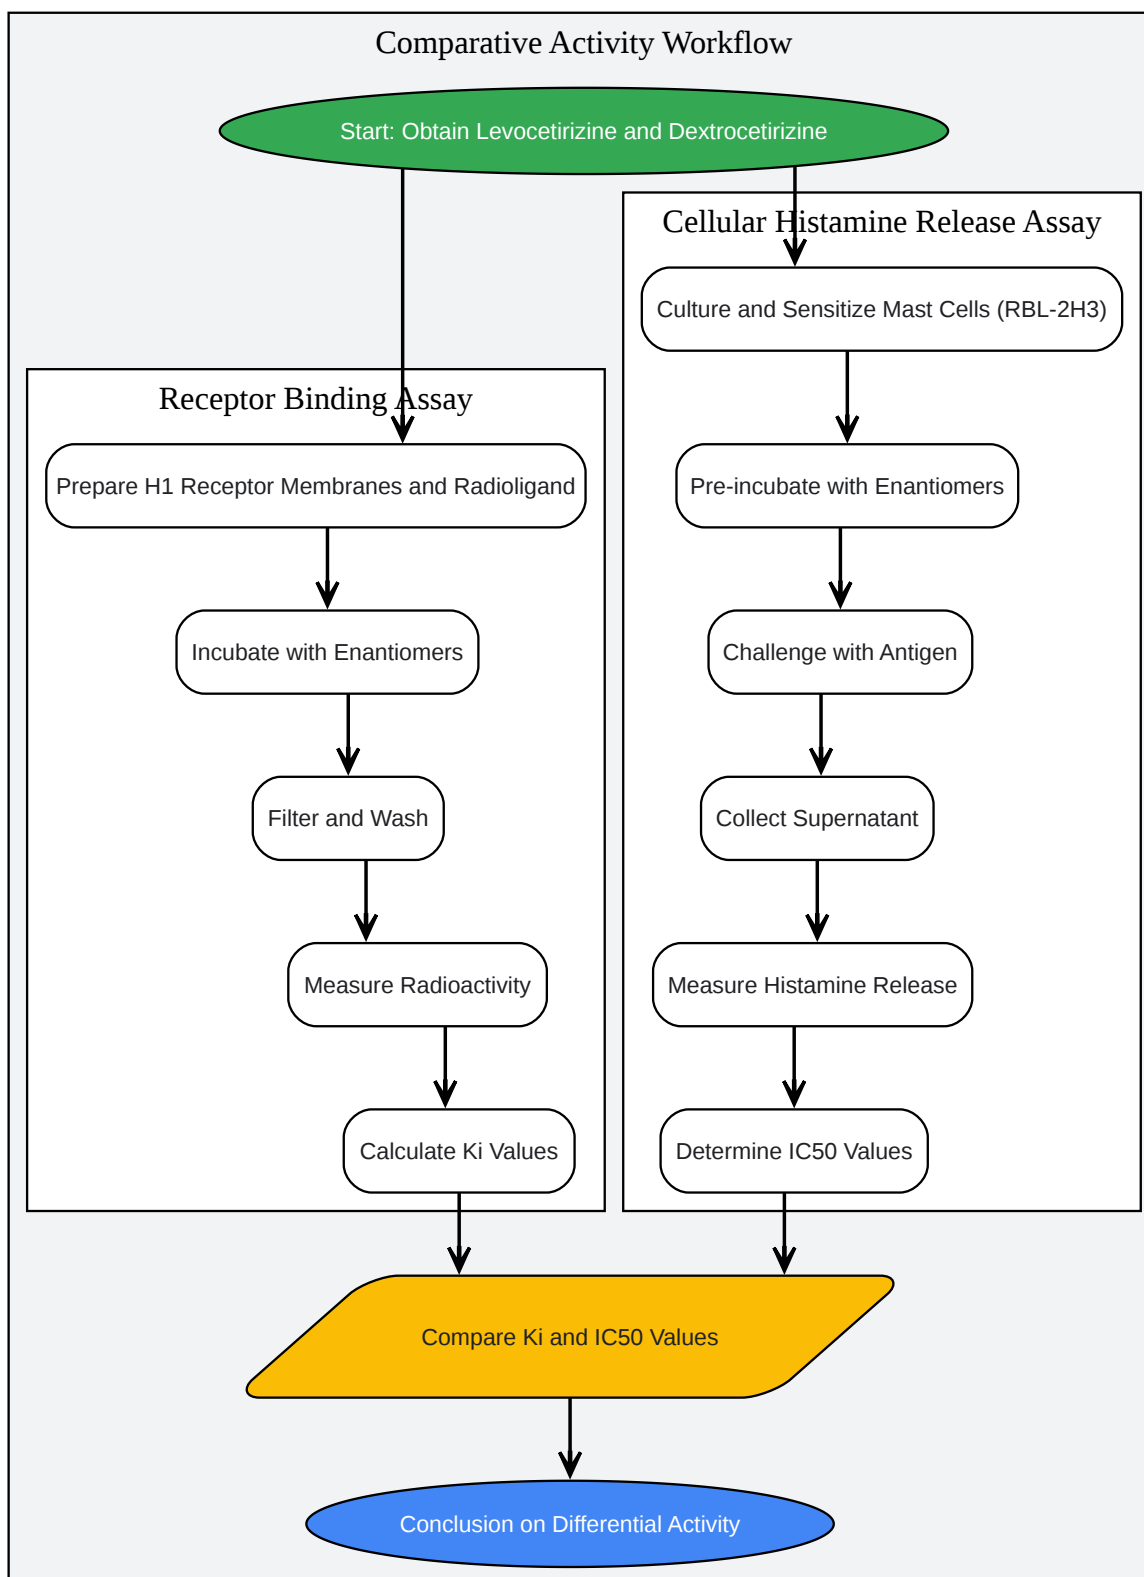 Comparative Activity Workflow
Start: Obtain Levocetirizine and Dextrocetirizine
Receptor Binding Assay
Prepare H1 Receptor Membranes and Radioligand
Incubate with Enantiomers
Filter and Wash
Measure Radioactivity
Calculate Ki Values
Cellular Histamine Release Assay
Culture and Sensitize Mast Cells (RBL-2H3)
Pre-incubate with Enantiomers
Challenge with Antigen
Collect Supernatant
Measure Histamine Release
Determine IC50 Values
Compare Ki and IC50 Values
Conclusion on Differential Activity